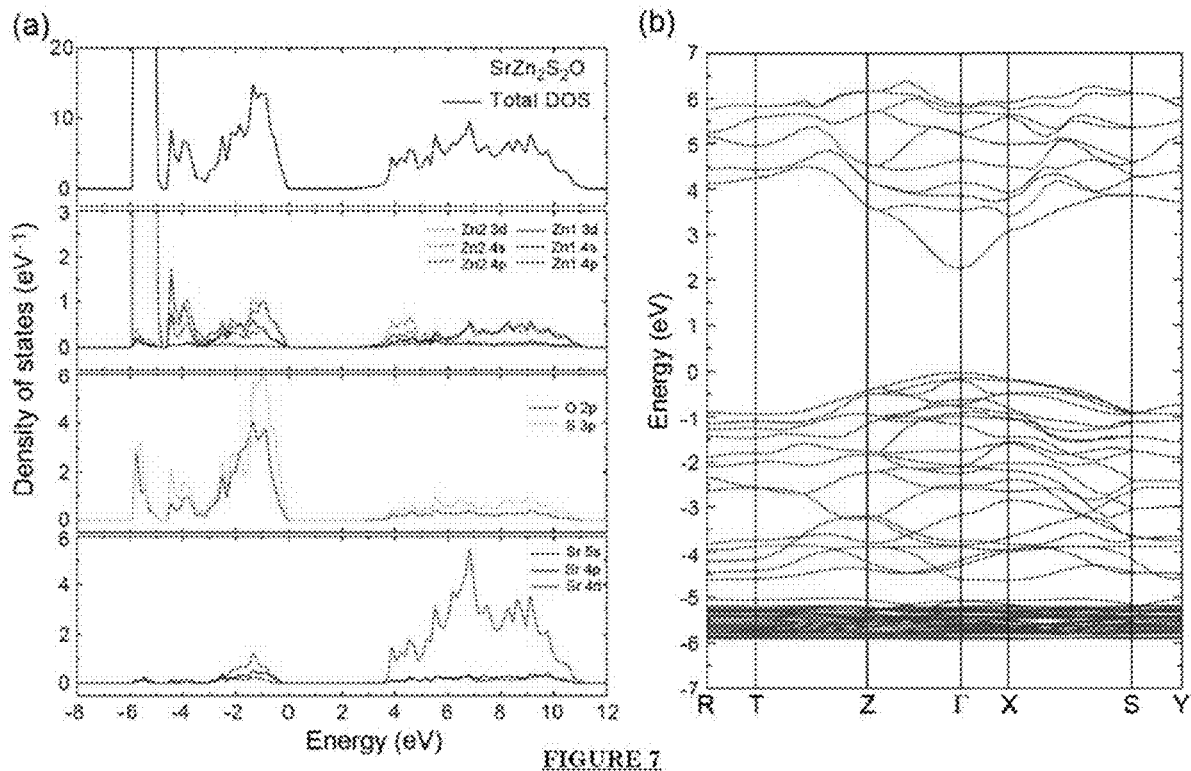 (a)
20
10
0
SrZn2S2O
Total DOS
3
2
1
0
Zn2 3d Zn1 3d
Zn2 4s Zn1 4s
Zn2 4p Zn1 4p
6
4
2
0
O 2p
S 3p
6
4
2
0
Sr 5s
Sr 4p
Sr 4d
-8 -6 -4 -2 0 2 4 6 8 10 12
Energy (eV)
Density of states (eV⁻¹)
(b)
7
6
5
4
3
2
1
0
-1
-2
-3
-4
-5
-6
-7
Energy (eV)
R T Z Γ X S Y
FIGURE 7